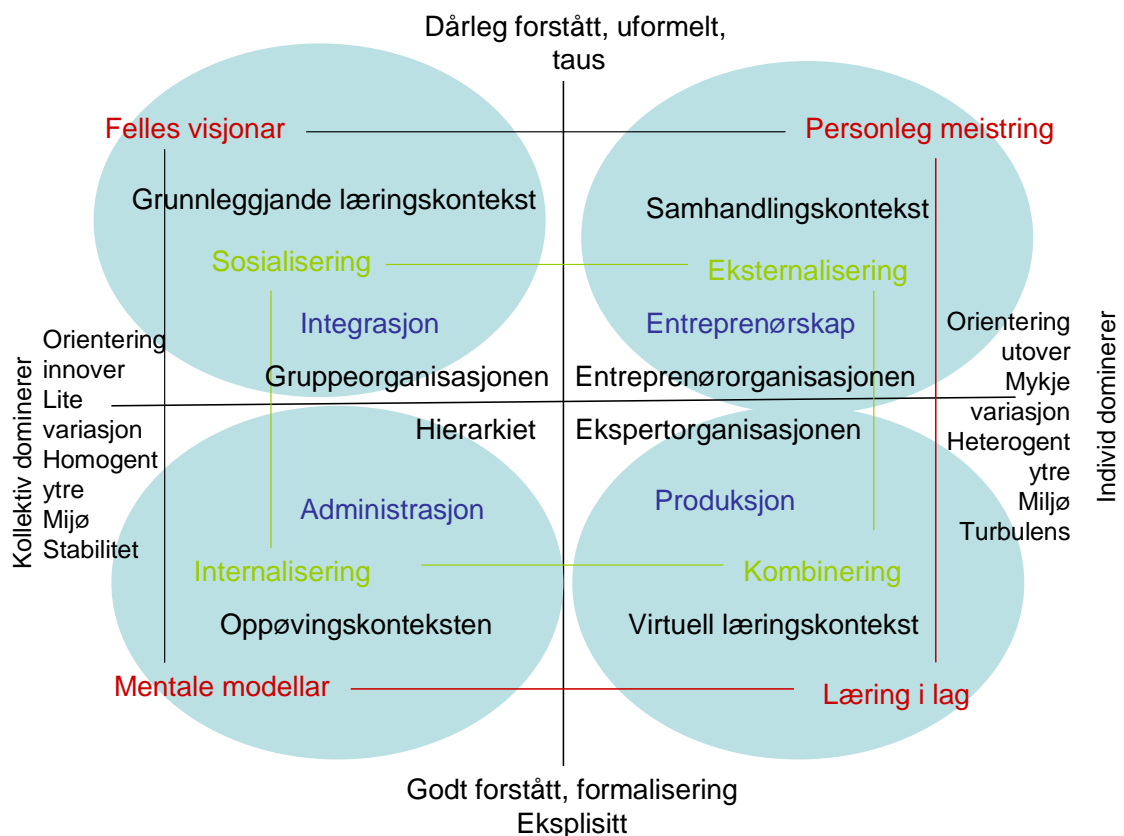 Dårleg forstått, uformelt,
taus
Felles visjonar
Personleg meistring
Grunnleggjande læringskontekst
Samhandlingskontekst
Sosialisering
Eksternalisering
Integrasjon
Entreprenørskap
Gruppeorganisasjonen
Entreprenørorganisasjonen
Kollektiv dominerer
Orientering
innover
Lite
variasjon
Homogent
ytre
Mijø
Stabilitet
Orientering
utover
Mykje
variasjon
Heterogent
ytre
Miljø
Turbulens
Individ dominerer
Hierarkiet
Ekspertorganisasjonen
Administrasjon
Produksjon
Internalisering
Kombinering
Oppøvingskonteksten
Virtuell læringskontekst
Mentale modellar
Læring i lag
Godt forstått, formalisering
Eksplisitt